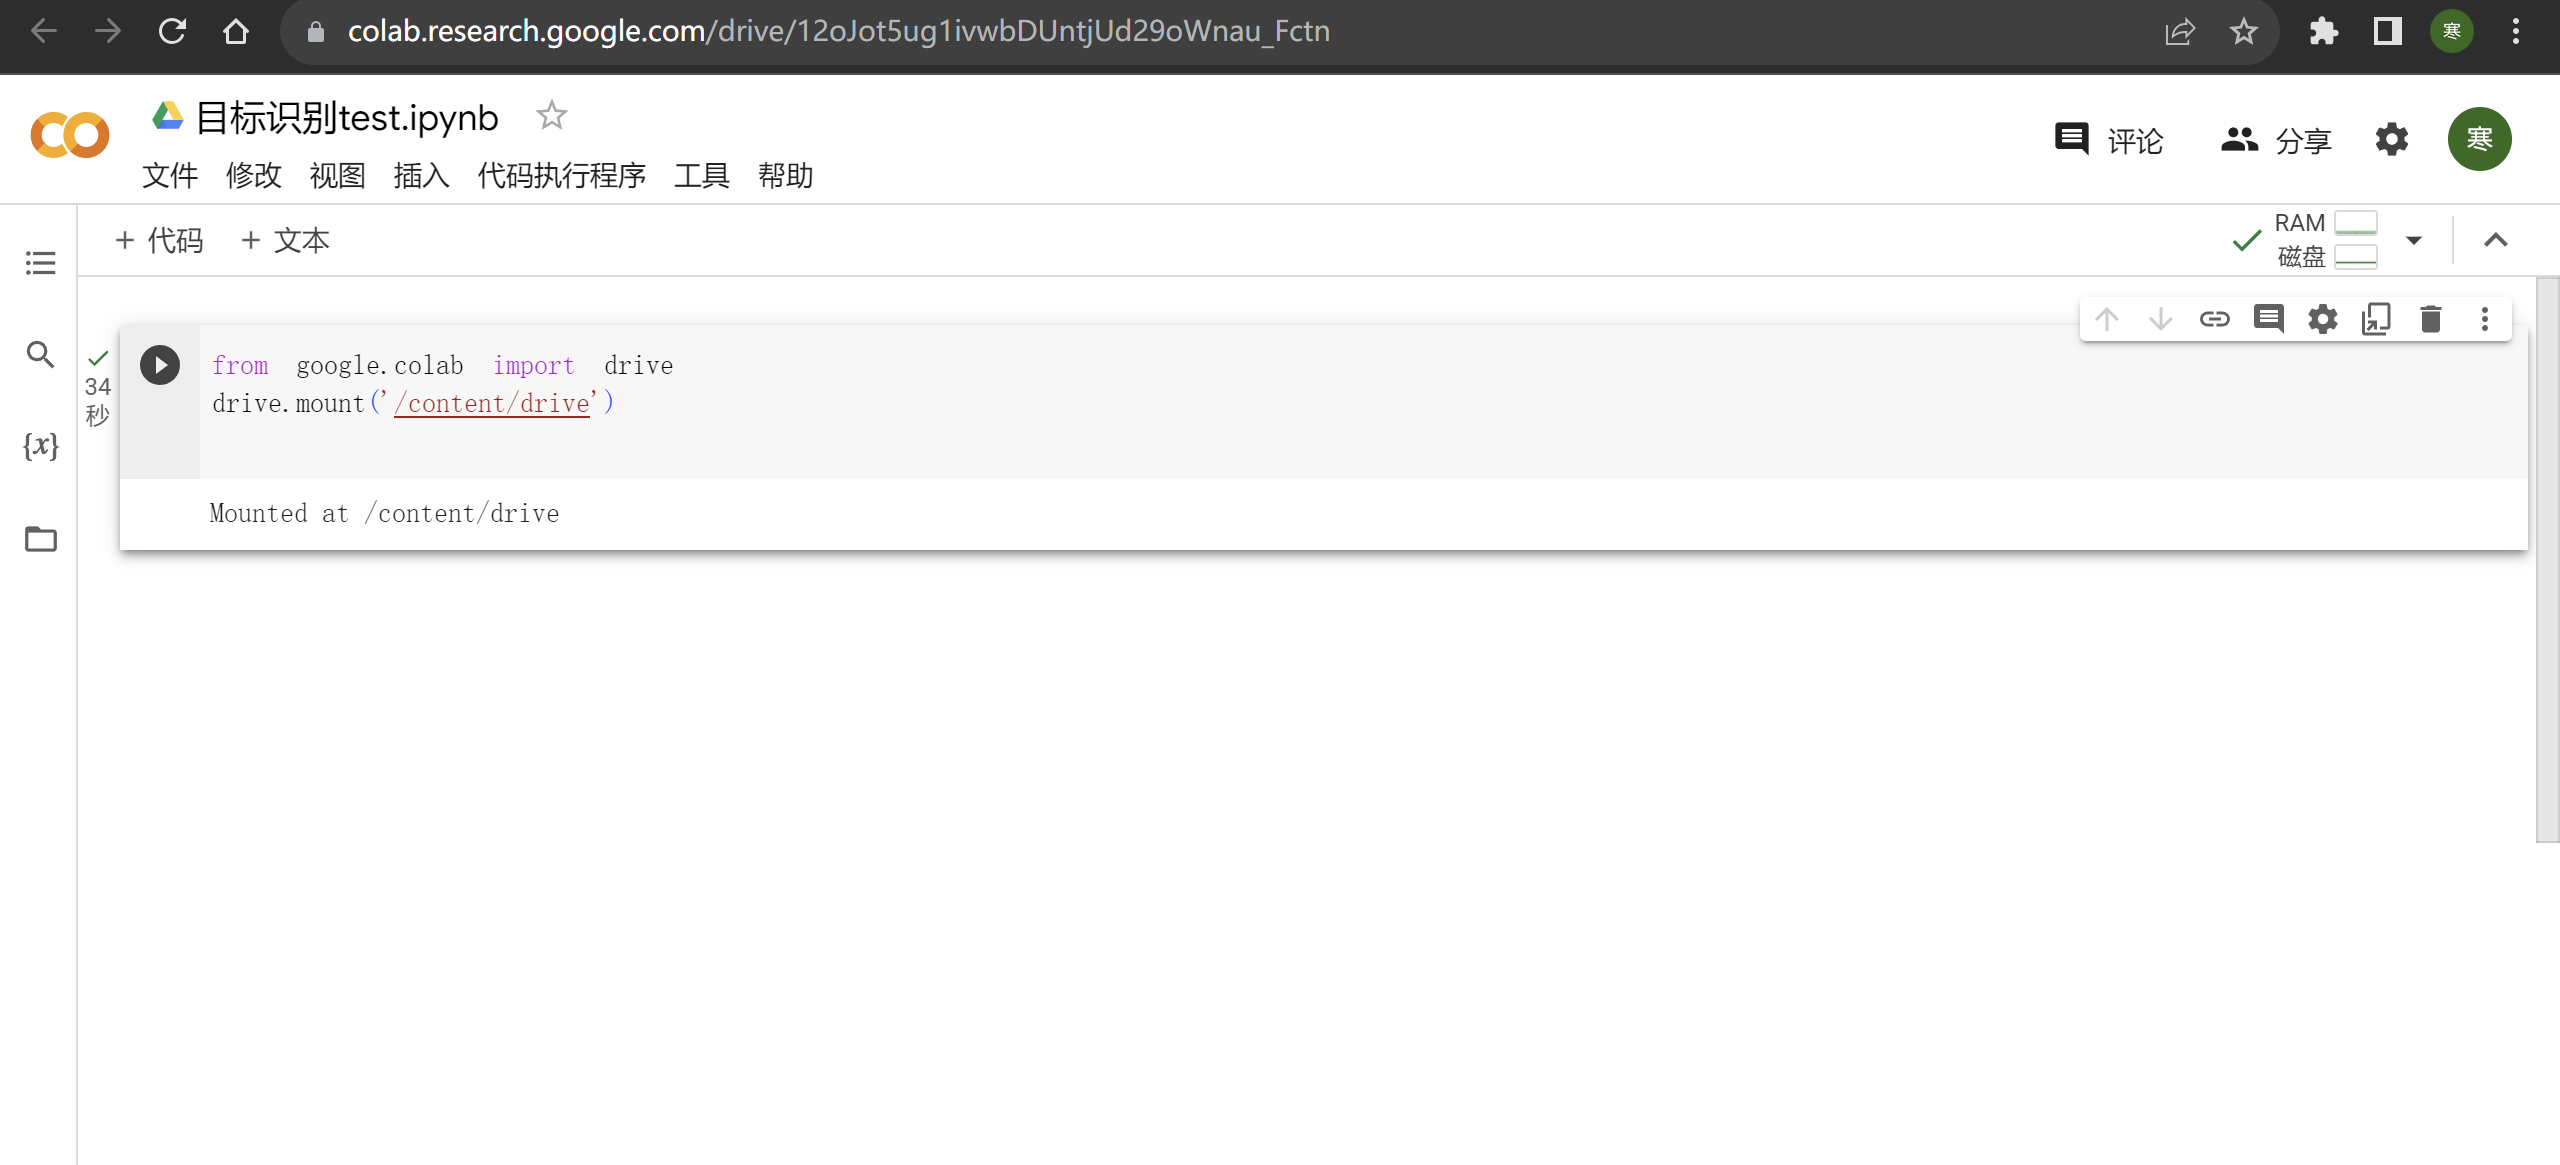 colab.research.google.com/drive/12oJot5ug1ivwbDUntjUd29oWnau_Fctn
寒
目标识别test.ipynb
评论 分享 寒
文件 修改 视图 插入 代码执行程序 工具 帮助
+ 代码 + 文本
RAM
磁盘
34
秒
{x}
from google.colab import drive
drive.mount('/content/drive')
Mounted at /content/drive